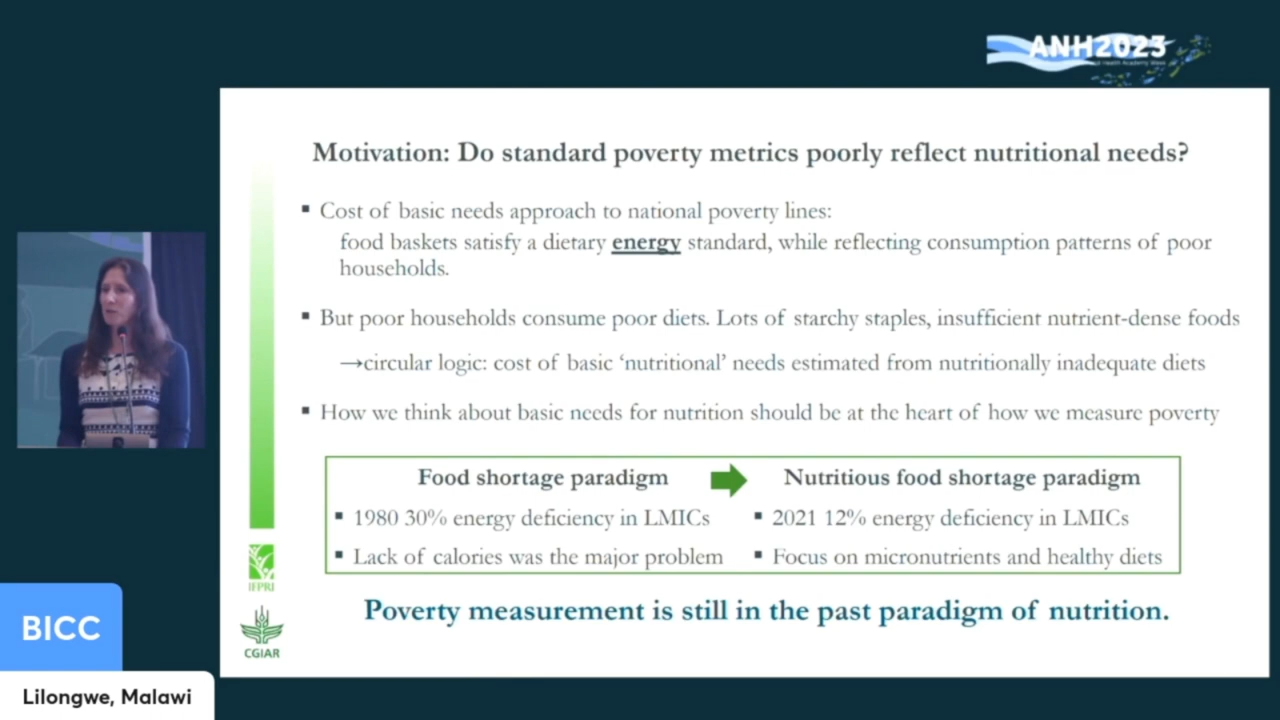 ANH2023
Health Academy Week
Motivation: Do standard poverty metrics poorly reflect nutritional needs?
▪ Cost of basic needs approach to national poverty lines:
food baskets satisfy a dietary energy standard, while reflecting consumption patterns of poor
households.
▪ But poor households consume poor diets. Lots of starchy staples, insufficient nutrient-dense foods
→circular logic: cost of basic ‘nutritional’ needs estimated from nutritionally inadequate diets
▪ How we think about basic needs for nutrition should be at the heart of how we measure poverty
Food shortage paradigm
▪ 1980 30% energy deficiency in LMICs
▪ Lack of calories was the major problem
Nutritious food shortage paradigm
▪ 2021 12% energy deficiency in LMICs
▪ Focus on micronutrients and healthy diets
Poverty measurement is still in the past paradigm of nutrition.
IFPRI
CGIAR
BICC
Lilongwe, Malawi